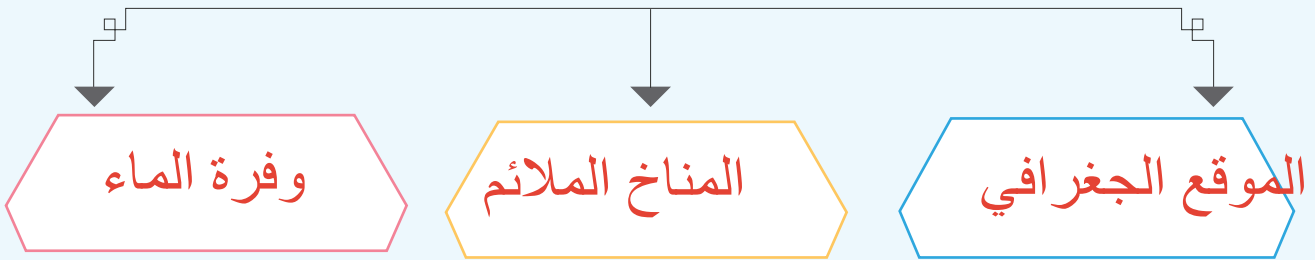 الموقع الجغرافي
المناخ الملائم
وفرة الماء